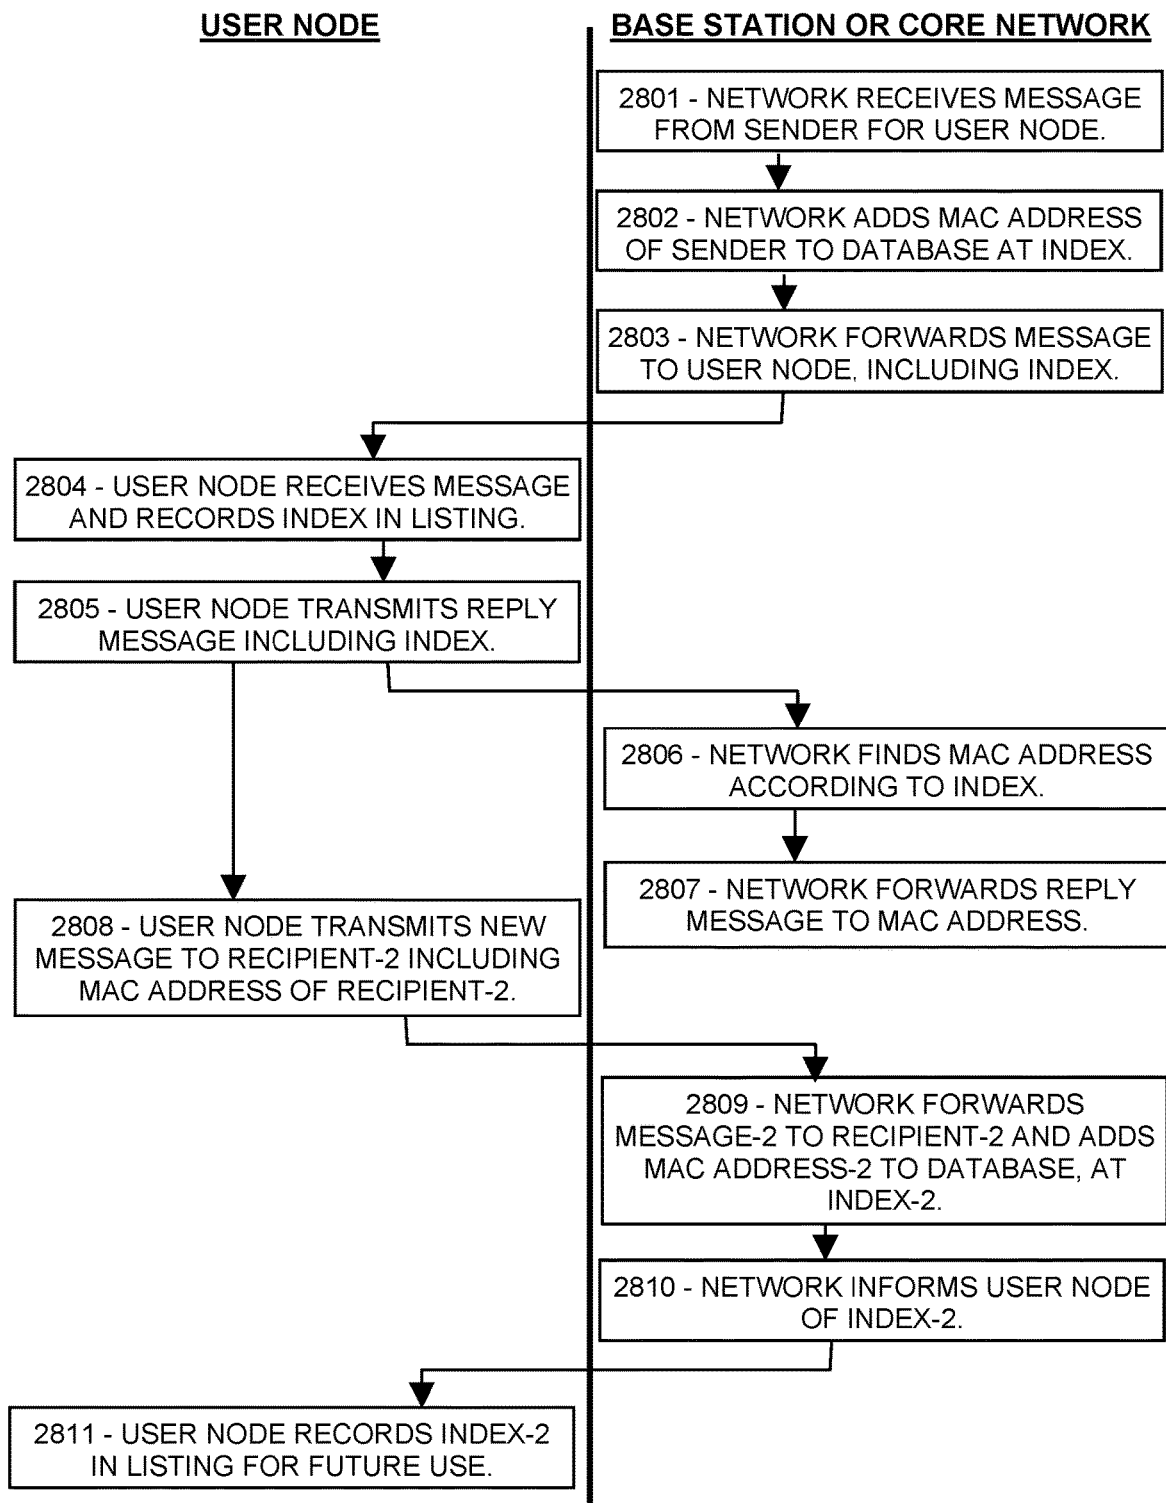 USER NODE
BASE STATION OR CORE NETWORK
2801 - NETWORK RECEIVES MESSAGE
FROM SENDER FOR USER NODE.
2802 - NETWORK ADDS MAC ADDRESS
OF SENDER TO DATABASE AT INDEX.
2803 - NETWORK FORWARDS MESSAGE
TO USER NODE, INCLUDING INDEX.
2804 - USER NODE RECEIVES MESSAGE
AND RECORDS INDEX IN LISTING.
2805 - USER NODE TRANSMITS REPLY
MESSAGE INCLUDING INDEX.
2806 - NETWORK FINDS MAC ADDRESS
ACCORDING TO INDEX.
2807 - NETWORK FORWARDS REPLY
MESSAGE TO MAC ADDRESS.
2808 - USER NODE TRANSMITS NEW
MESSAGE TO RECIPIENT-2 INCLUDING
MAC ADDRESS OF RECIPIENT-2.
2809 - NETWORK FORWARDS
MESSAGE-2 TO RECIPIENT-2 AND ADDS
MAC ADDRESS-2 TO DATABASE, AT
INDEX-2.
2810 - NETWORK INFORMS USER NODE
OF INDEX-2.
2811 - USER NODE RECORDS INDEX-2
IN LISTING FOR FUTURE USE.